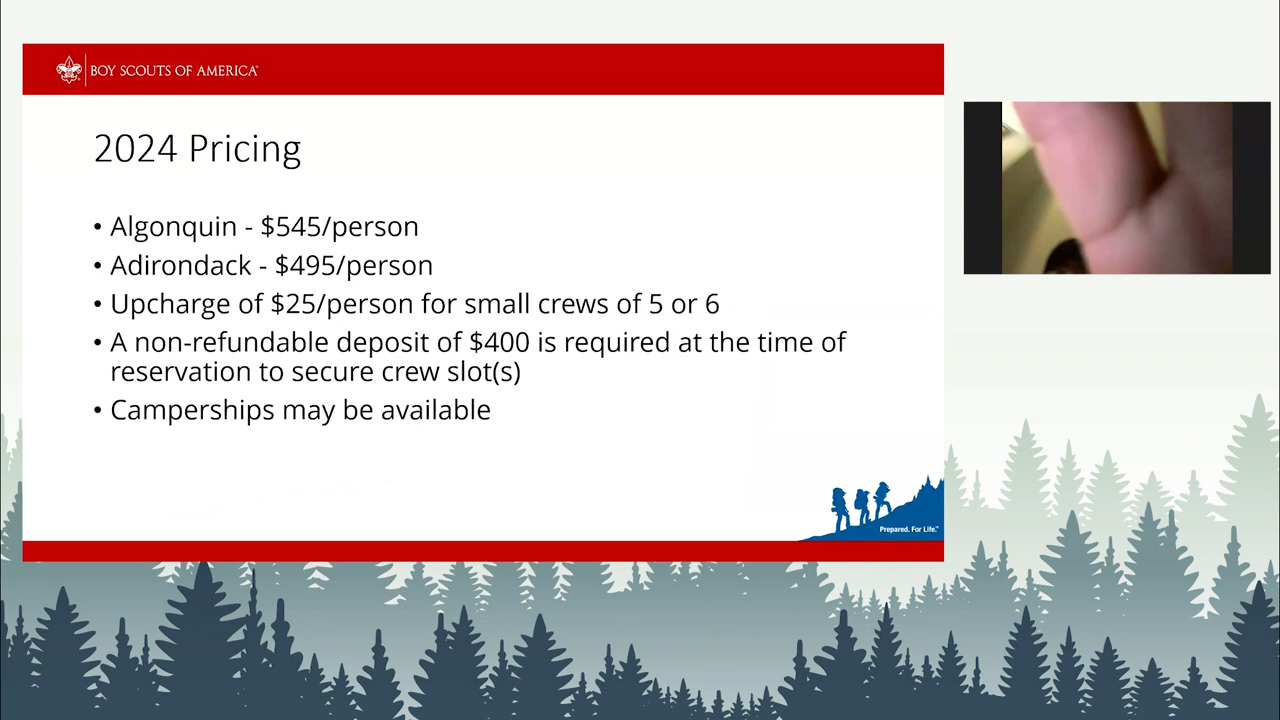 BOY SCOUTS OF AMERICA®
2024 Pricing
• Algonquin - $545/person
• Adirondack - $495/person
• Upcharge of $25/person for small crews of 5 or 6
• A non-refundable deposit of $400 is required at the time of
reservation to secure crew slot(s)
• Camperships may be available
Prepared. For Life.™